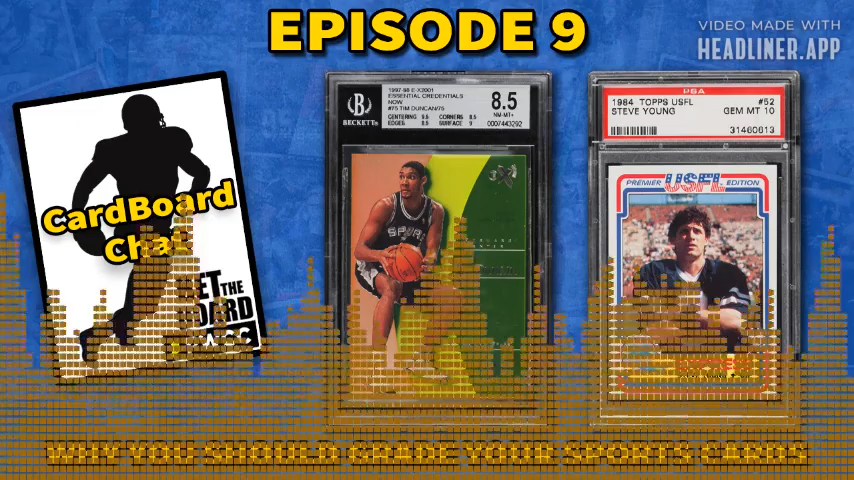 EPISODE 9
VIDEO MADE WITH
HEADLINER.APP
CardBoard
Chat
ET THE
BECKETT
1997-98 E-X2001
ESSENTIAL CREDENTIALS
NOW
#75 TIM DUNCAN/75
CENTERING 9.5 CORNERS 8.5
EDGES 8.5 SURFACE 9
8.5
NM-MT+
0007443292
SPURS
PSA
1984 TOPPS USFL #52
STEVE YOUNG GEM MT 10
31460613
PREMIER USFL EDITION
WHY YOU SHOULD GRADE YOUR SPORTS CARDS